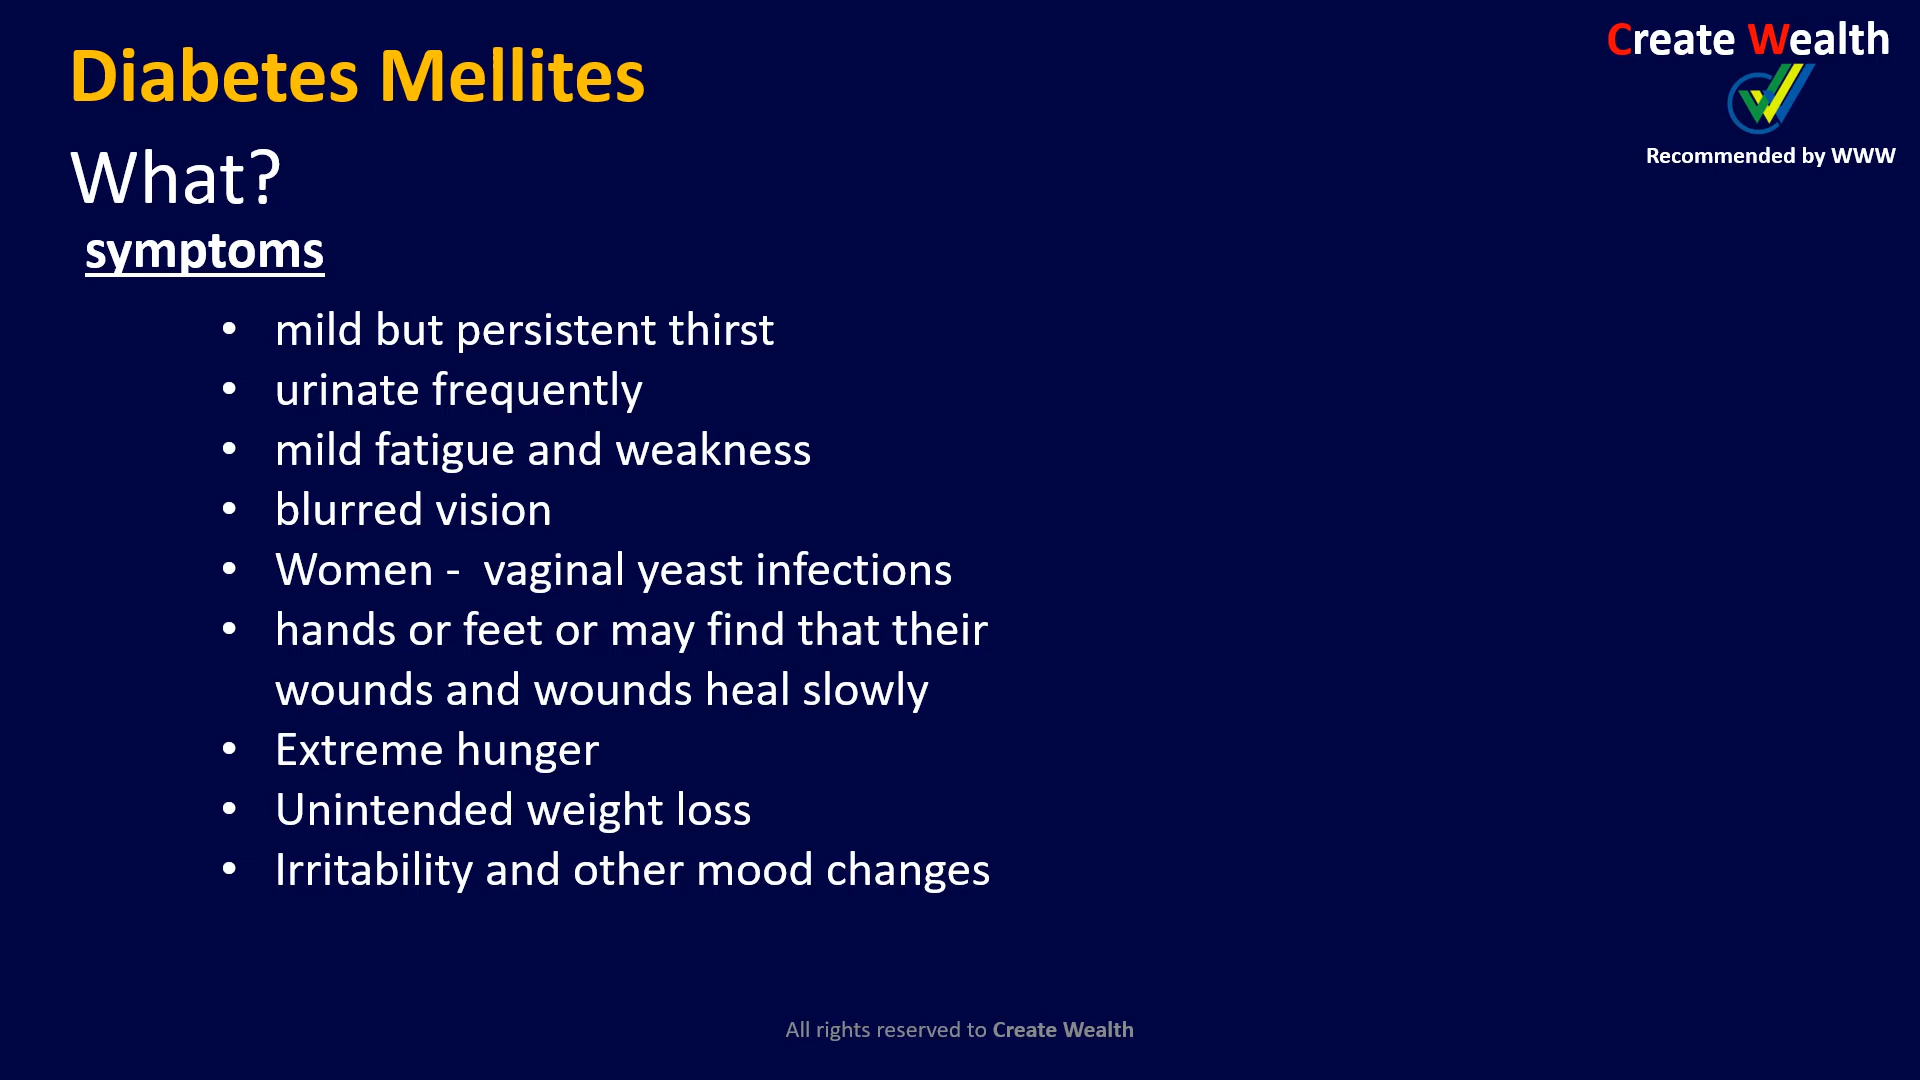 Diabetes Mellites
Create Wealth
Recommended by WWW
What?
symptoms
• mild but persistent thirst
• urinate frequently
• mild fatigue and weakness
• blurred vision
• Women - vaginal yeast infections
• hands or feet or may find that their
wounds and wounds heal slowly
• Extreme hunger
• Unintended weight loss
• Irritability and other mood changes
All rights reserved to Create Wealth